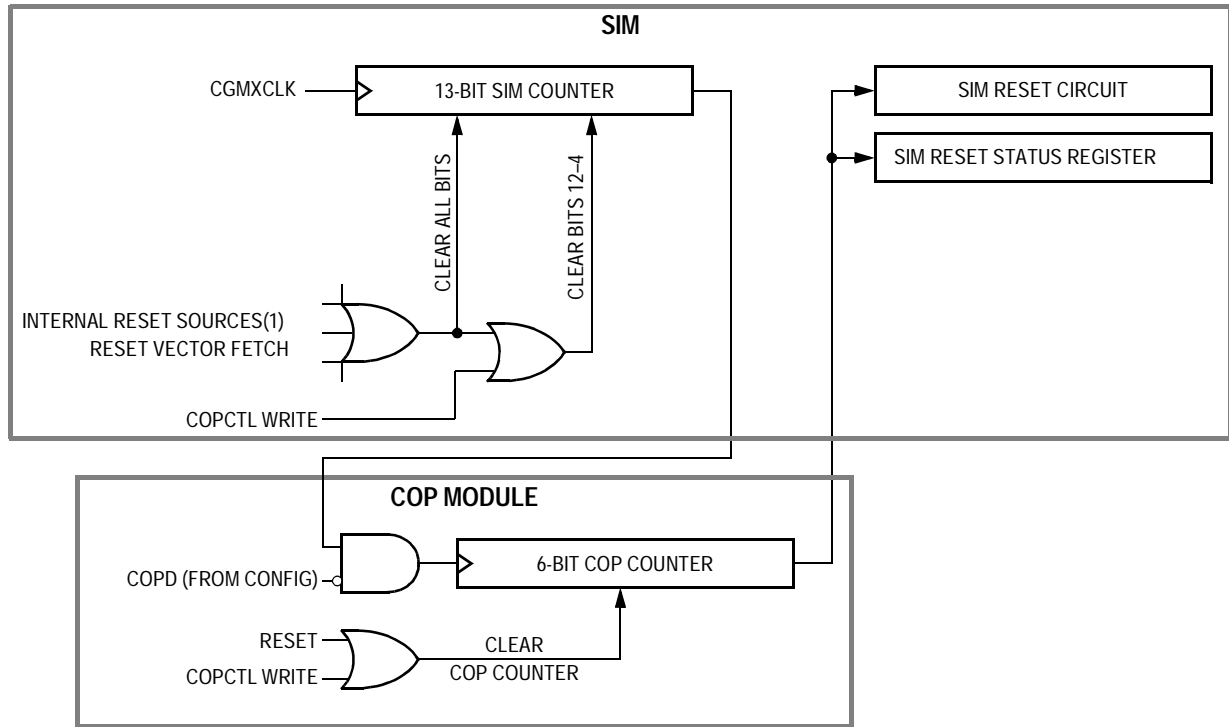 SIM
CGMXCLK
13-BIT SIM COUNTER
SIM RESET CIRCUIT
SIM RESET STATUS REGISTER
CLEAR ALL BITS
CLEAR BITS 12–4
INTERNAL RESET SOURCES(1)
RESET VECTOR FETCH
COPCTL WRITE
COP MODULE
COPD (FROM CONFIG)
6-BIT COP COUNTER
RESET
COPCTL WRITE
CLEAR
COP COUNTER